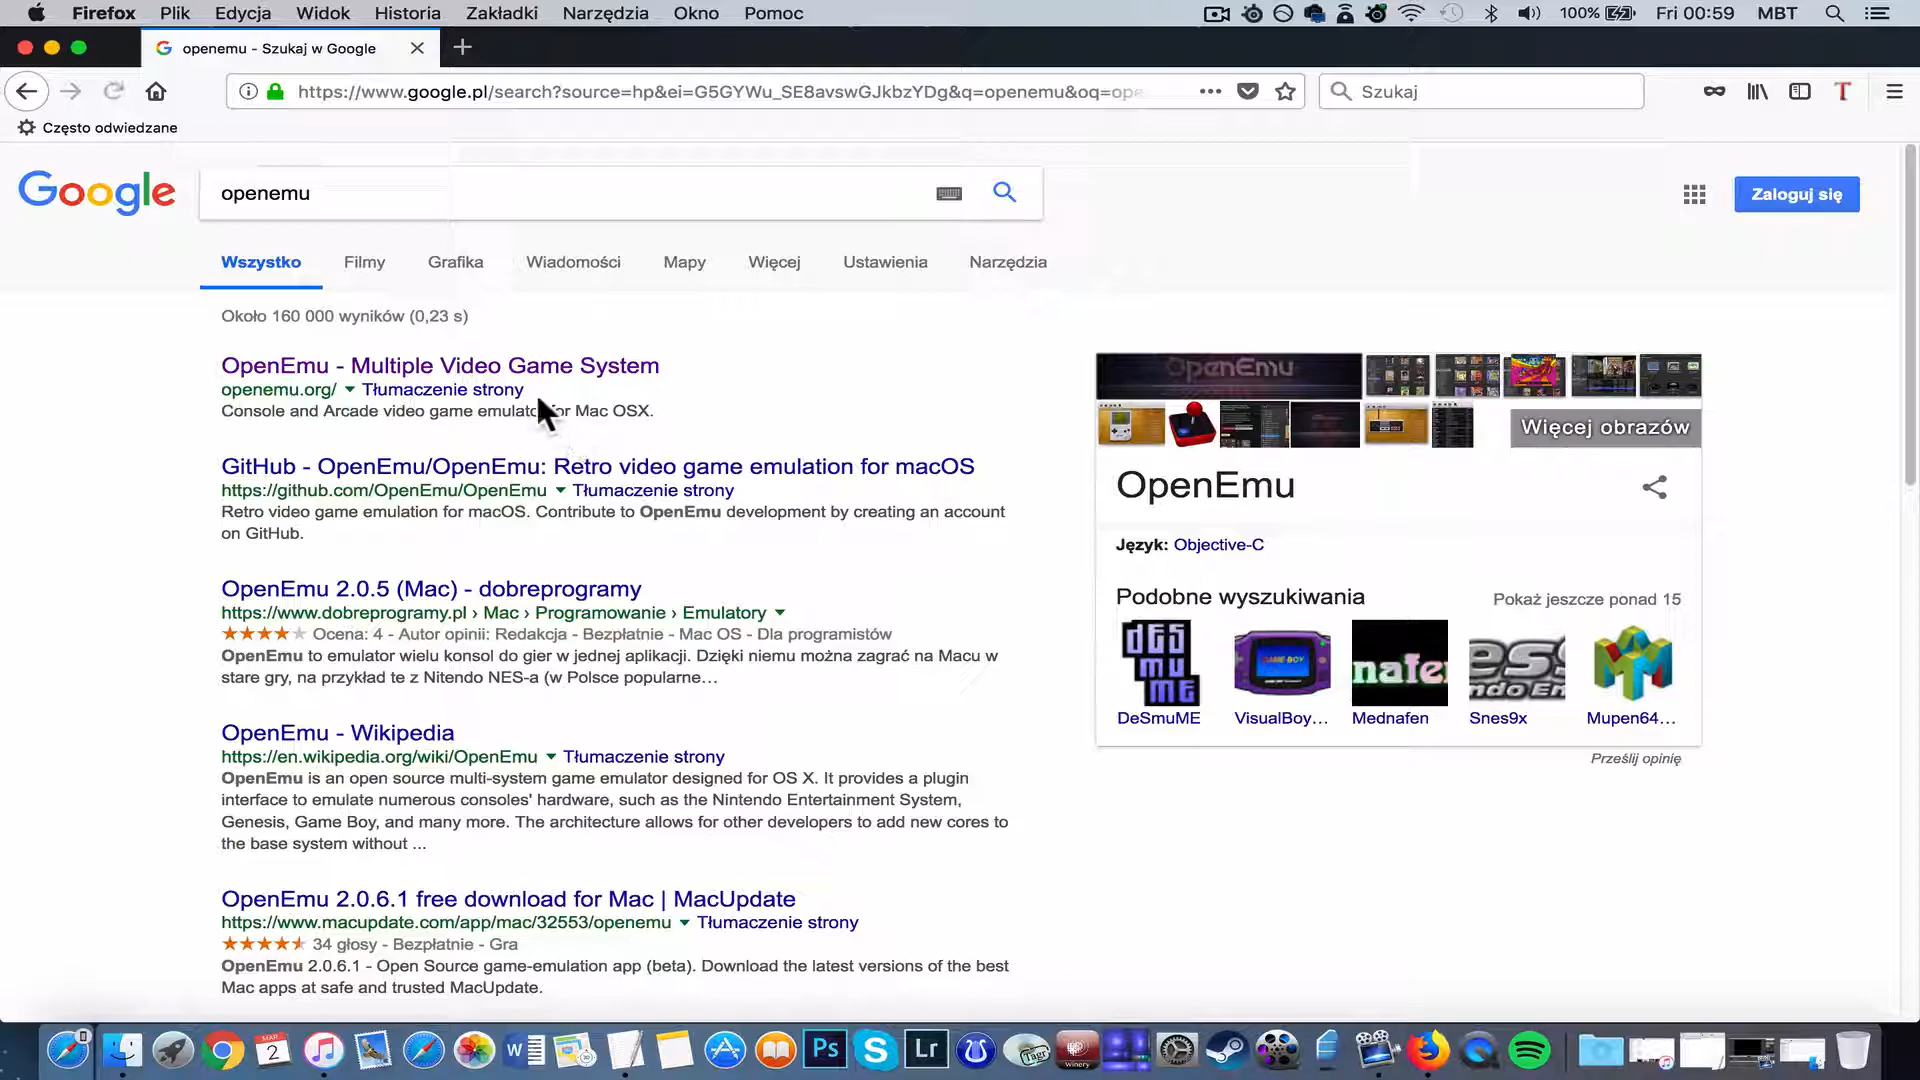 Firefox Plik Edycja Widok Historia Zakładki Narzędzia Okno Pomoc 100% Fri 00:59 MBT
openemu - Szukaj w Google
https://www.google.pl/search?source=hp&ei=G5GYWu_SE8avswGJkbzYDg&q=openemu&oq=ope
Szukaj
Często odwiedzane
Google
openemu
Zaloguj się
Wszystko Filmy Grafika Wiadomości Mapy Więcej Ustawienia Narzędzia
Około 160 000 wyników (0,23 s)
OpenEmu - Multiple Video Game System
openemu.org/ Tłumaczenie strony
Console and Arcade video game emulator for Mac OSX.
GitHub - OpenEmu/OpenEmu: Retro video game emulation for macOS
https://github.com/OpenEmu/OpenEmu Tłumaczenie strony
Retro video game emulation for macOS. Contribute to OpenEmu development by creating an account
on GitHub.
OpenEmu 2.0.5 (Mac) - dobreprogramy
https://www.dobreprogramy.pl › Mac › Programowanie › Emulatory
Ocena: 4 - Autor opinii: Redakcja - Bezpłatnie - Mac OS - Dla programistów
OpenEmu to emulator wielu konsol do gier w jednej aplikacji. Dzięki niemu można zagrać na Macu w
stare gry, na przykład te z Nitendo NES-a (w Polsce popularne...
OpenEmu - Wikipedia
https://en.wikipedia.org/wiki/OpenEmu Tłumaczenie strony
OpenEmu is an open source multi-system game emulator designed for OS X. It provides a plugin
interface to emulate numerous consoles' hardware, such as the Nintendo Entertainment System,
Genesis, Game Boy, and many more. The architecture allows for other developers to add new cores to
the base system without ...
OpenEmu 2.0.6.1 free download for Mac | MacUpdate
https://www.macupdate.com/app/mac/32553/openemu Tłumaczenie strony
34 głosy - Bezpłatnie - Gra
OpenEmu 2.0.6.1 - Open Source game-emulation app (beta). Download the latest versions of the best
Mac apps at safe and trusted MacUpdate.
OpenEmu
Więcej obrazów
OpenEmu
Język: Objective-C
Podobne wyszukiwania Pokaż jeszcze ponad 15
DeSmuME VisualBoy... Mednafen Snes9x Mupen64...
Prześlij opinię
MAR
2
W
Ps
Lr
Tagr
winery